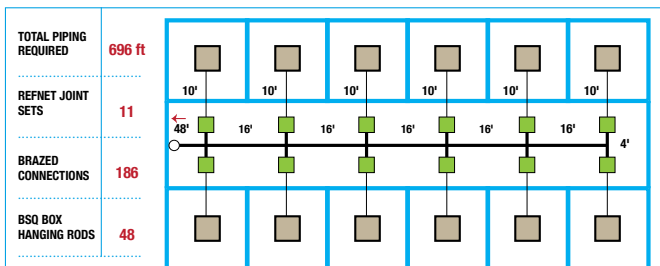 TOTAL PIPING
REQUIRED
696 ft
REFNET JOINT
SETS
11
BRAZED
CONNECTIONS
186
BSQ BOX
HANGING RODS
48
10' 10' 10' 10' 10' 10'
←
48' 16' 16' 16' 16' 16'
4'